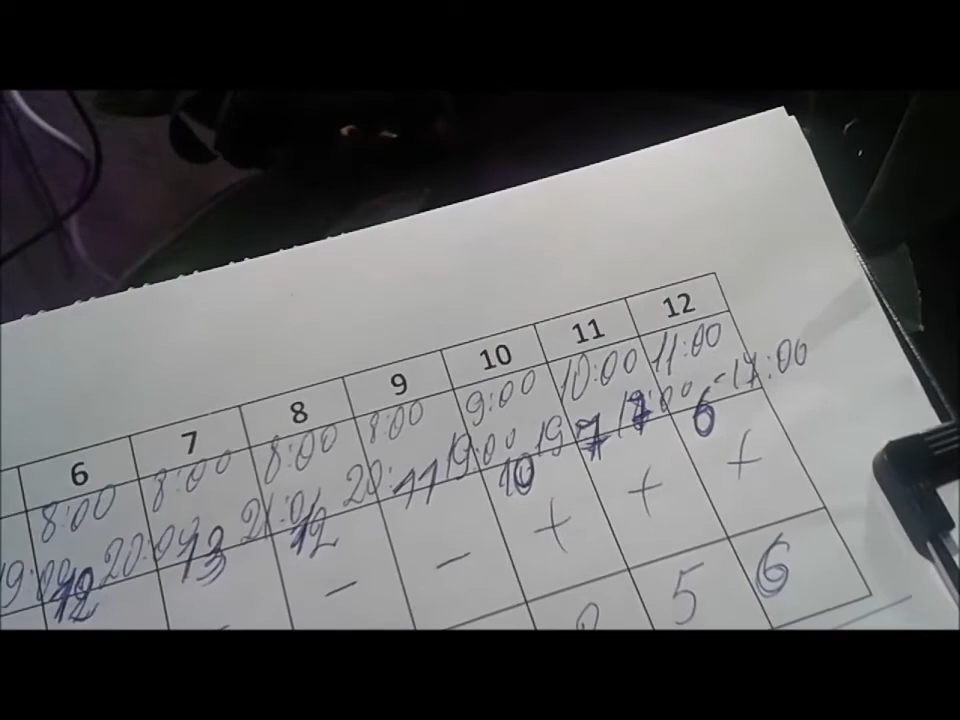 6 7 8 9 10 11 12
8:00 8:00 8:00 8:00 9:00 10:00 11:00
19:00 20:00 21:00 20: 19:00 19 17:00
12 13 12 11 10 7 7 6
- - + + +
5 6